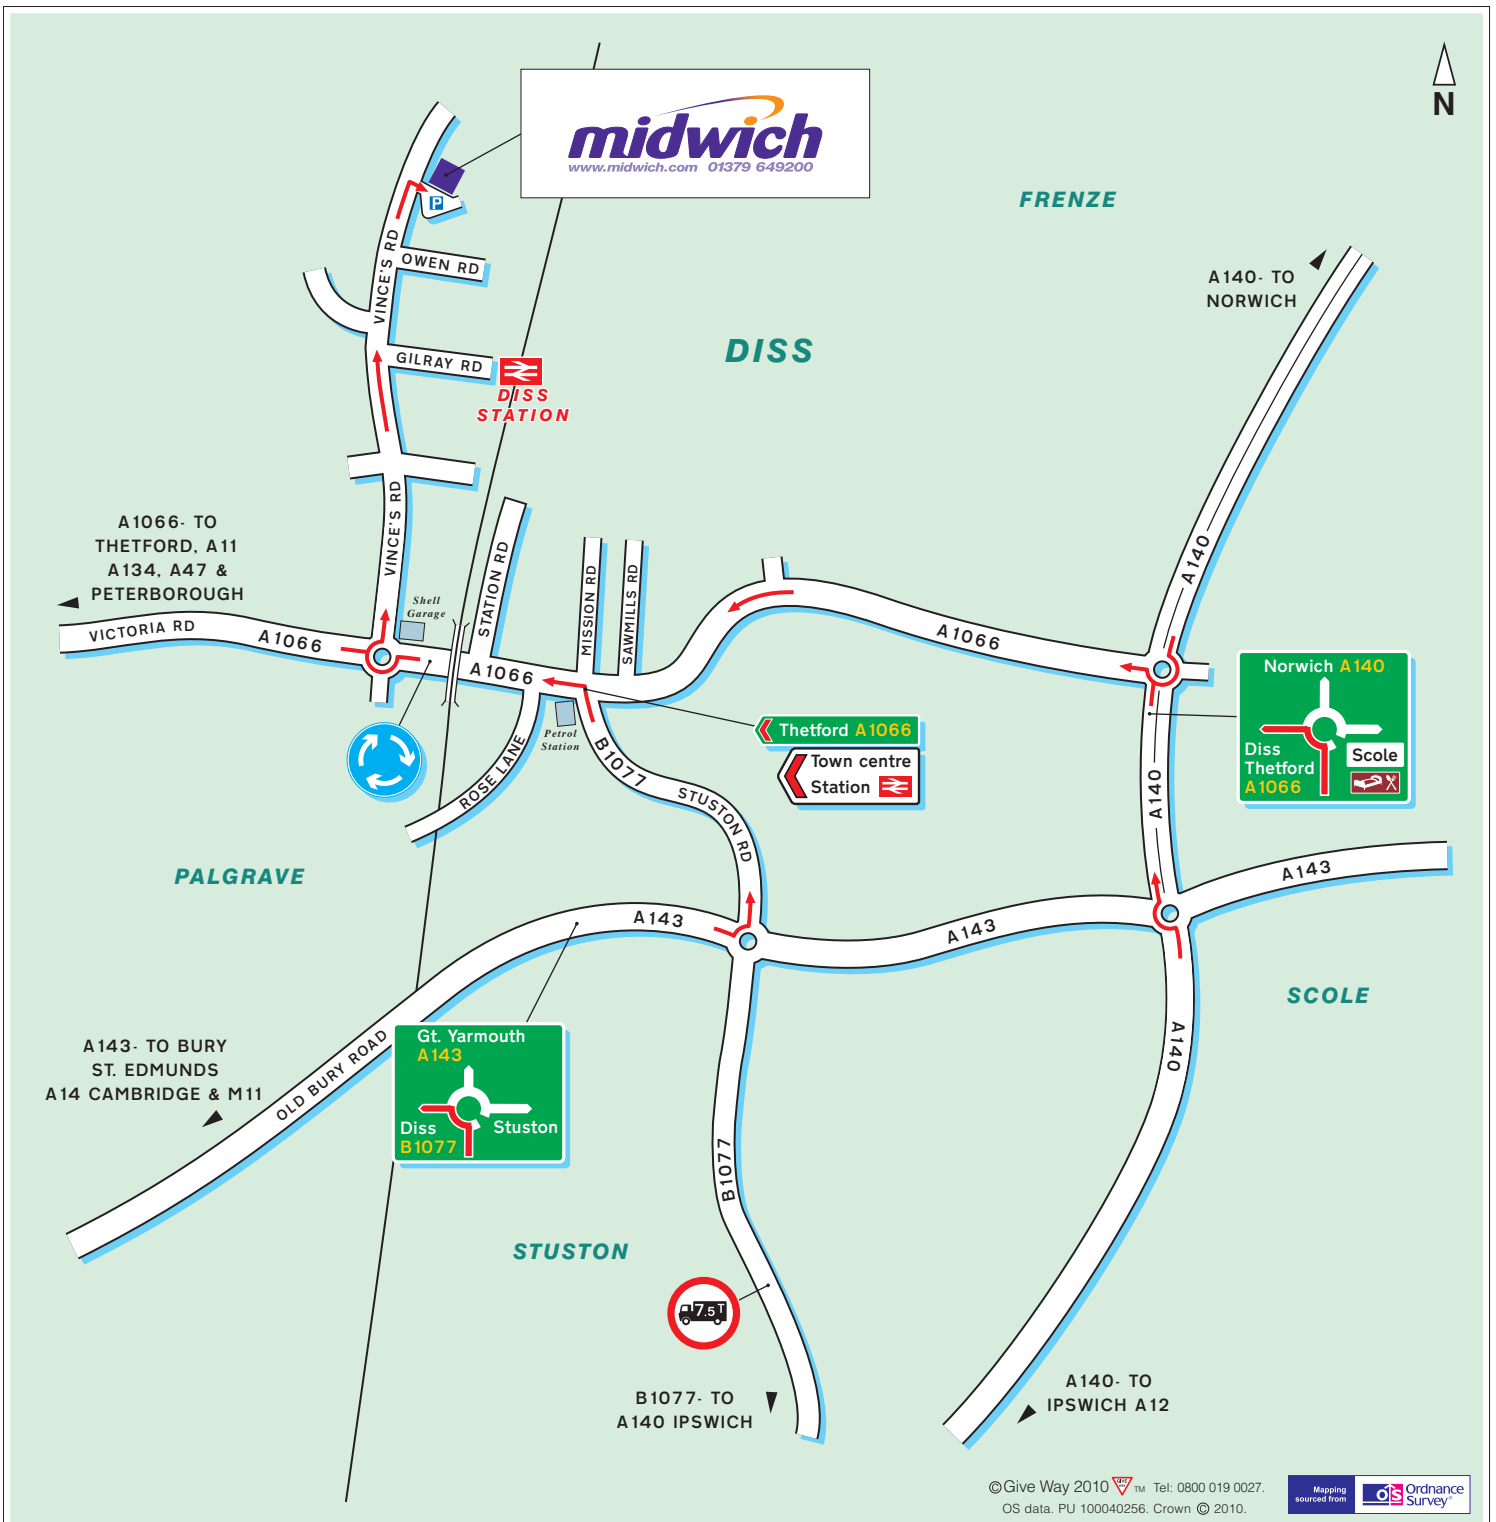 midwich
www.midwich.com 01379 649200
N
FRENZE
P
VINCE'S RD
OWEN RD
A140- TO
NORWICH
DISS
GILRAY RD
DISS
STATION
VINCE'S RD
A1066- TO
THETFORD, A11
A134, A47 &
PETERBOROUGH
STATION RD
MISSION RD
SAWMILLS RD
A140
Shell
Garage
VICTORIA RD
A1066
A1066
A1066
Norwich A140
Diss
Thetford
A1066
Scole
Petrol
Station
Thetford A1066
Town centre
Station
ROSE LANE
B1077
STUSTON RD
A140
PALGRAVE
A143
A143
A143
SCOLE
A143- TO BURY
ST. EDMUNDS
A14 CAMBRIDGE & M11
OLD BURY ROAD
Gt. Yarmouth
A143
Diss
B1077
Stuston
A140
B1077
STUSTON
7.5T
B1077- TO
A140 IPSWICH
A140- TO
IPSWICH A12
©Give Way 2010 GIVE WAY TM Tel: 0800 019 0027.
OS data. PU 100040256. Crown © 2010.
Mapping
sourced from
OS Ordnance
Survey®